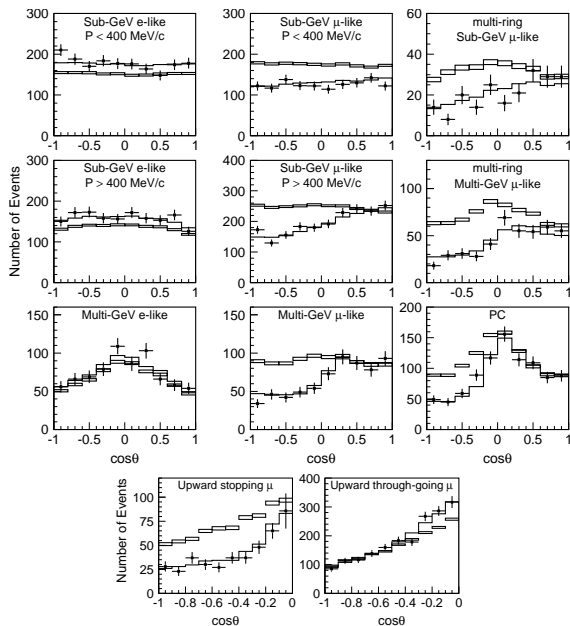 Sub-GeV e-like
P < 400 MeV/c
300
200
100
0
-1 -0.5 0 0.5 1
Sub-GeV μ-like
P < 400 MeV/c
300
200
100
0
-1 -0.5 0 0.5 1
multi-ring
Sub-GeV μ-like
60
40
20
0
-1 -0.5 0 0.5 1
Number of Events
Sub-GeV e-like
P > 400 MeV/c
300
200
100
0
-1 -0.5 0 0.5 1
Sub-GeV μ-like
P > 400 MeV/c
400
300
200
100
0
-1 -0.5 0 0.5 1
multi-ring
Multi-GeV μ-like
100
50
0
-1 -0.5 0 0.5 1
Multi-GeV e-like
150
100
50
0
-1 -0.5 0 0.5 1
cosθ
Multi-GeV μ-like
150
100
50
0
-1 -0.5 0 0.5 1
cosθ
PC
200
150
100
50
0
-1 -0.5 0 0.5 1
cosθ
Number of Events
Upward stopping μ
100
75
50
25
0
-1 -0.8 -0.6 -0.4 -0.2 0
cosθ
Upward through-going μ
400
300
200
100
0
-1 -0.8 -0.6 -0.4 -0.2 0
cosθ